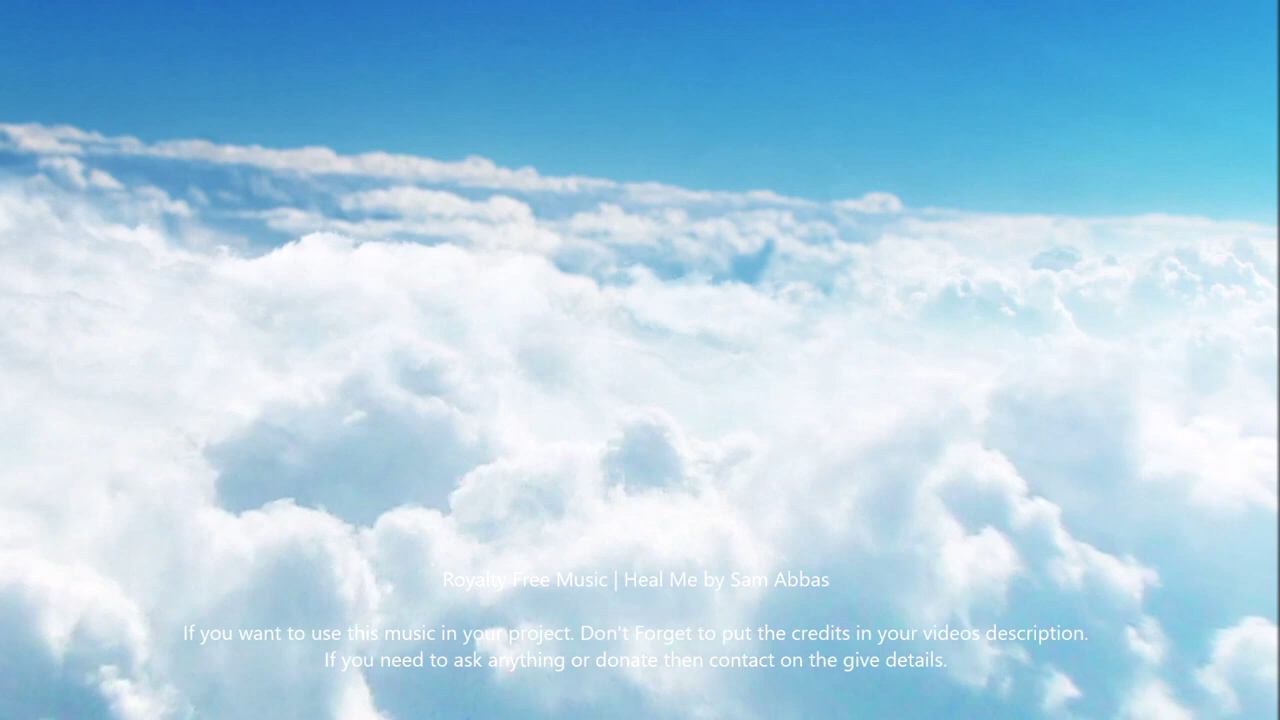 Royalty Free Music | Heal Me by Sam Abbas
If you want to use this music in your project. Don't Forget to put the credits in your videos description.
If you need to ask anything or donate then contact on the give details.